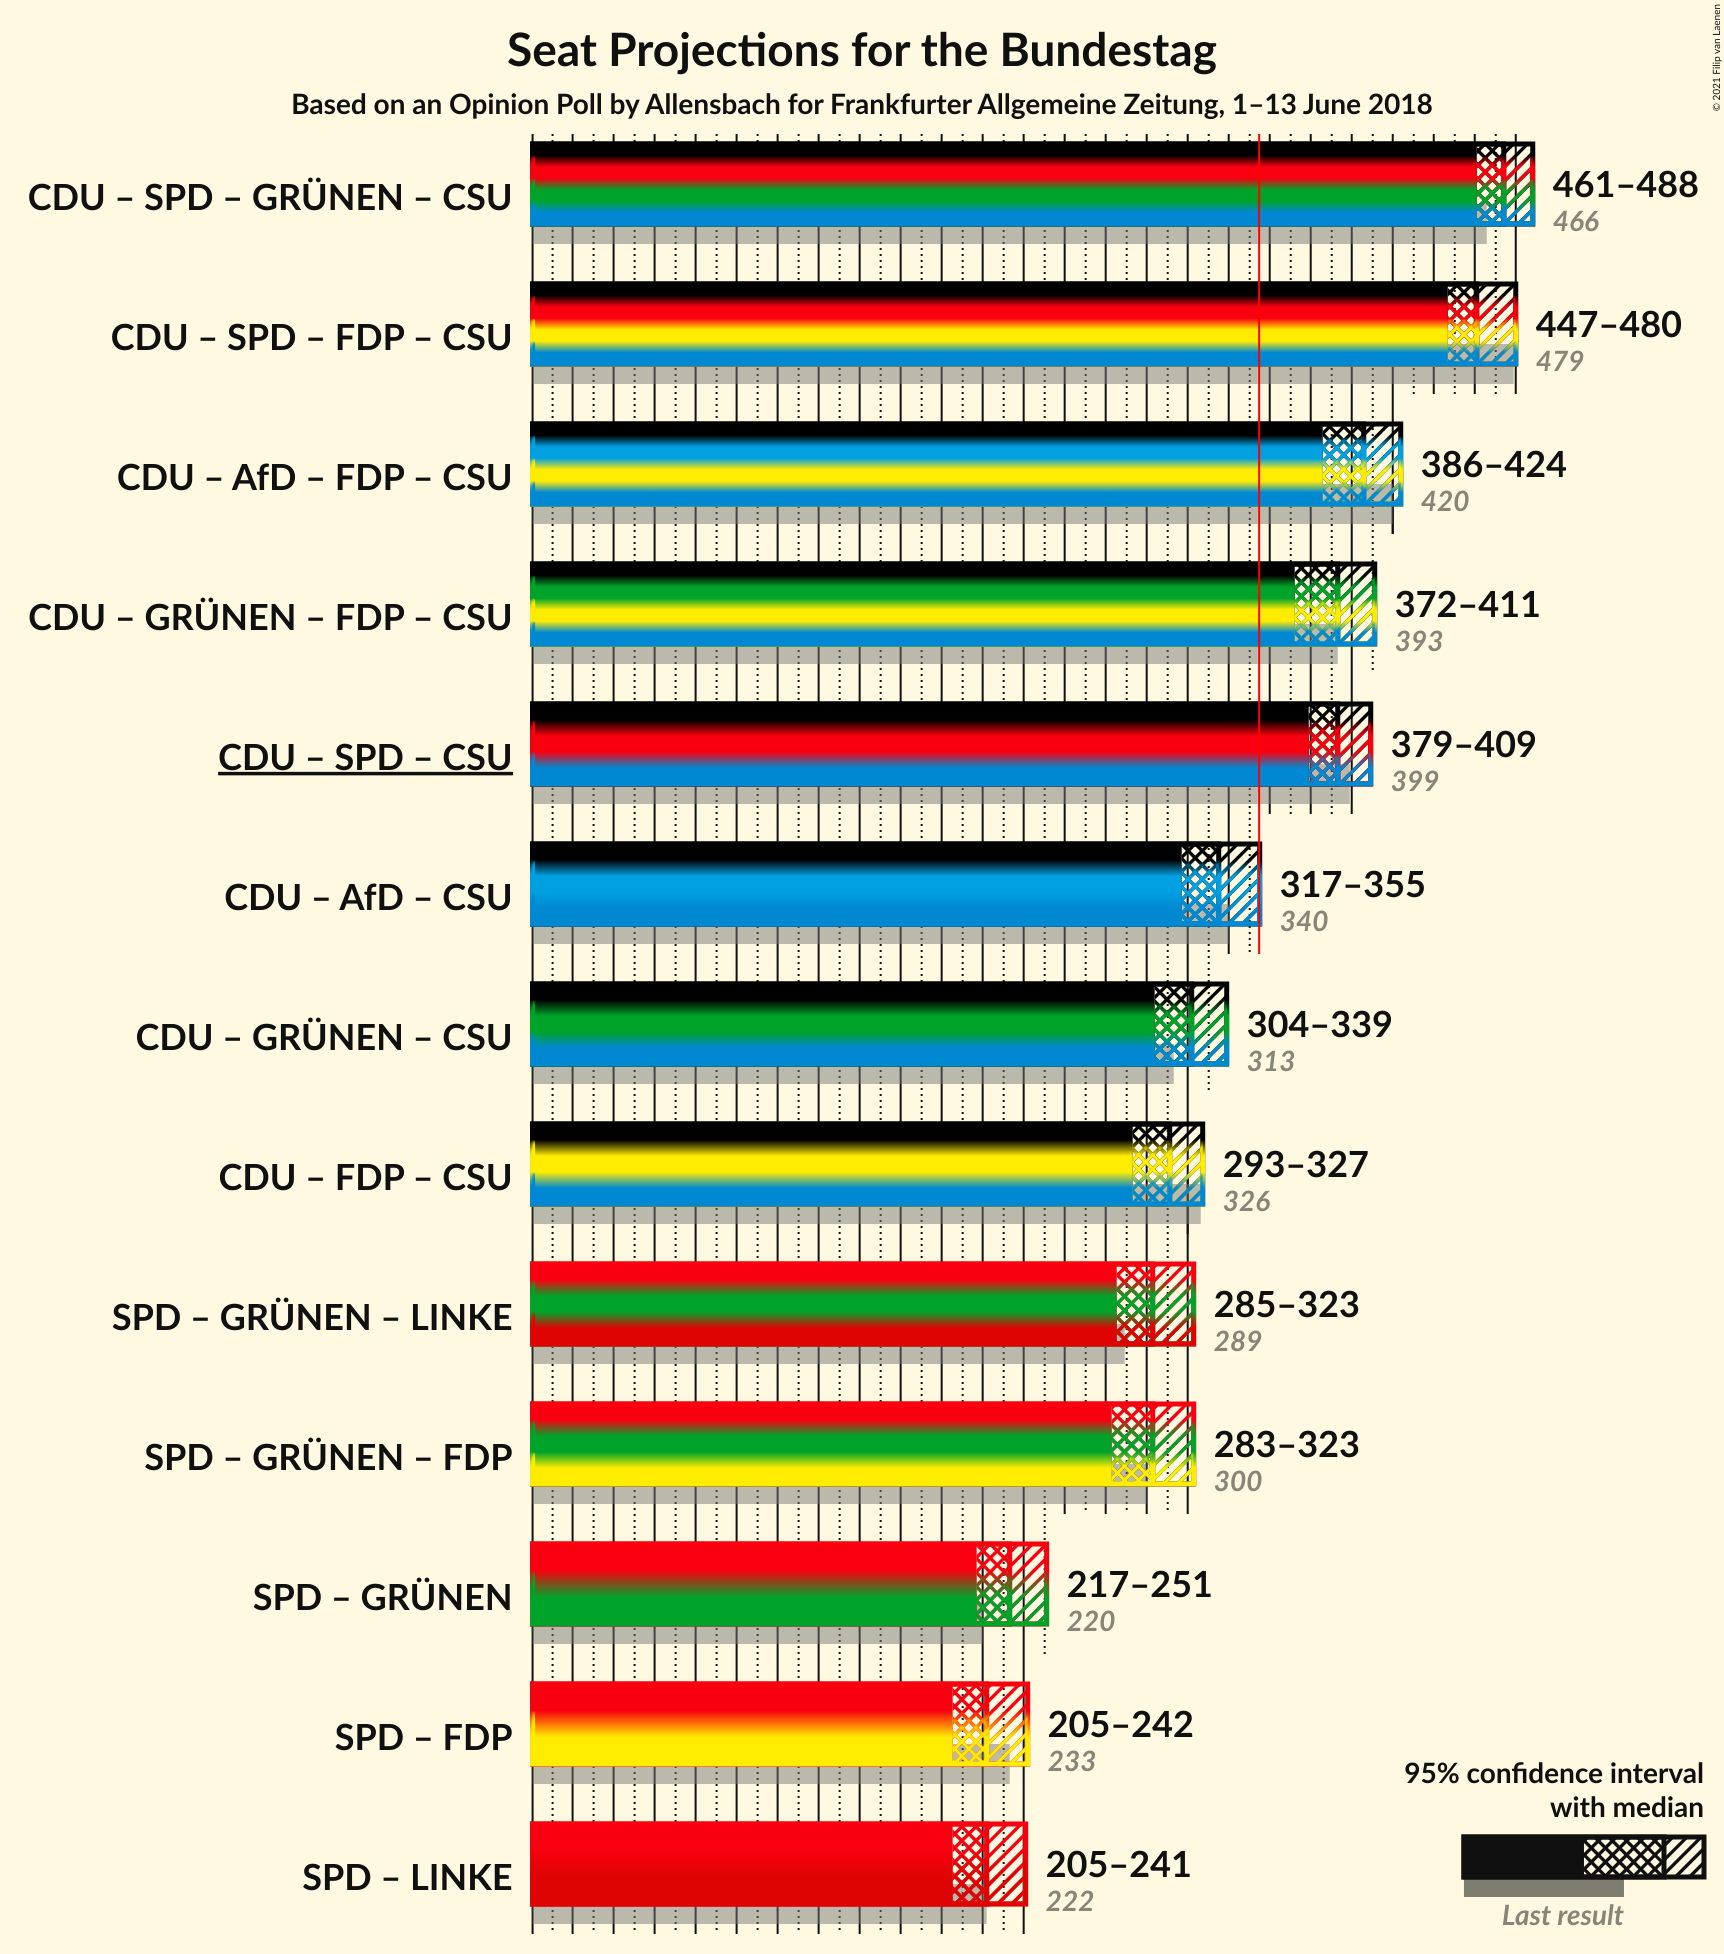 Seat Projections for the Bundestag
Based on an Opinion Poll by Allensbach for Frankfurter Allgemeine Zeitung, 1–13 June 2018
© 2021 Filip van Laenen
CDU – SPD – GRÜNEN – CSU
461–488
466
CDU – SPD – FDP – CSU
447–480
479
CDU – AfD – FDP – CSU
386–424
420
CDU – GRÜNEN – FDP – CSU
372–411
393
CDU – SPD – CSU
379–409
399
CDU – AfD – CSU
317–355
340
CDU – GRÜNEN – CSU
304–339
313
CDU – FDP – CSU
293–327
326
SPD – GRÜNEN – LINKE
285–323
289
SPD – GRÜNEN – FDP
283–323
300
SPD – GRÜNEN
217–251
220
SPD – FDP
205–242
233
SPD – LINKE
205–241
222
95% confidence interval
with median
Last result